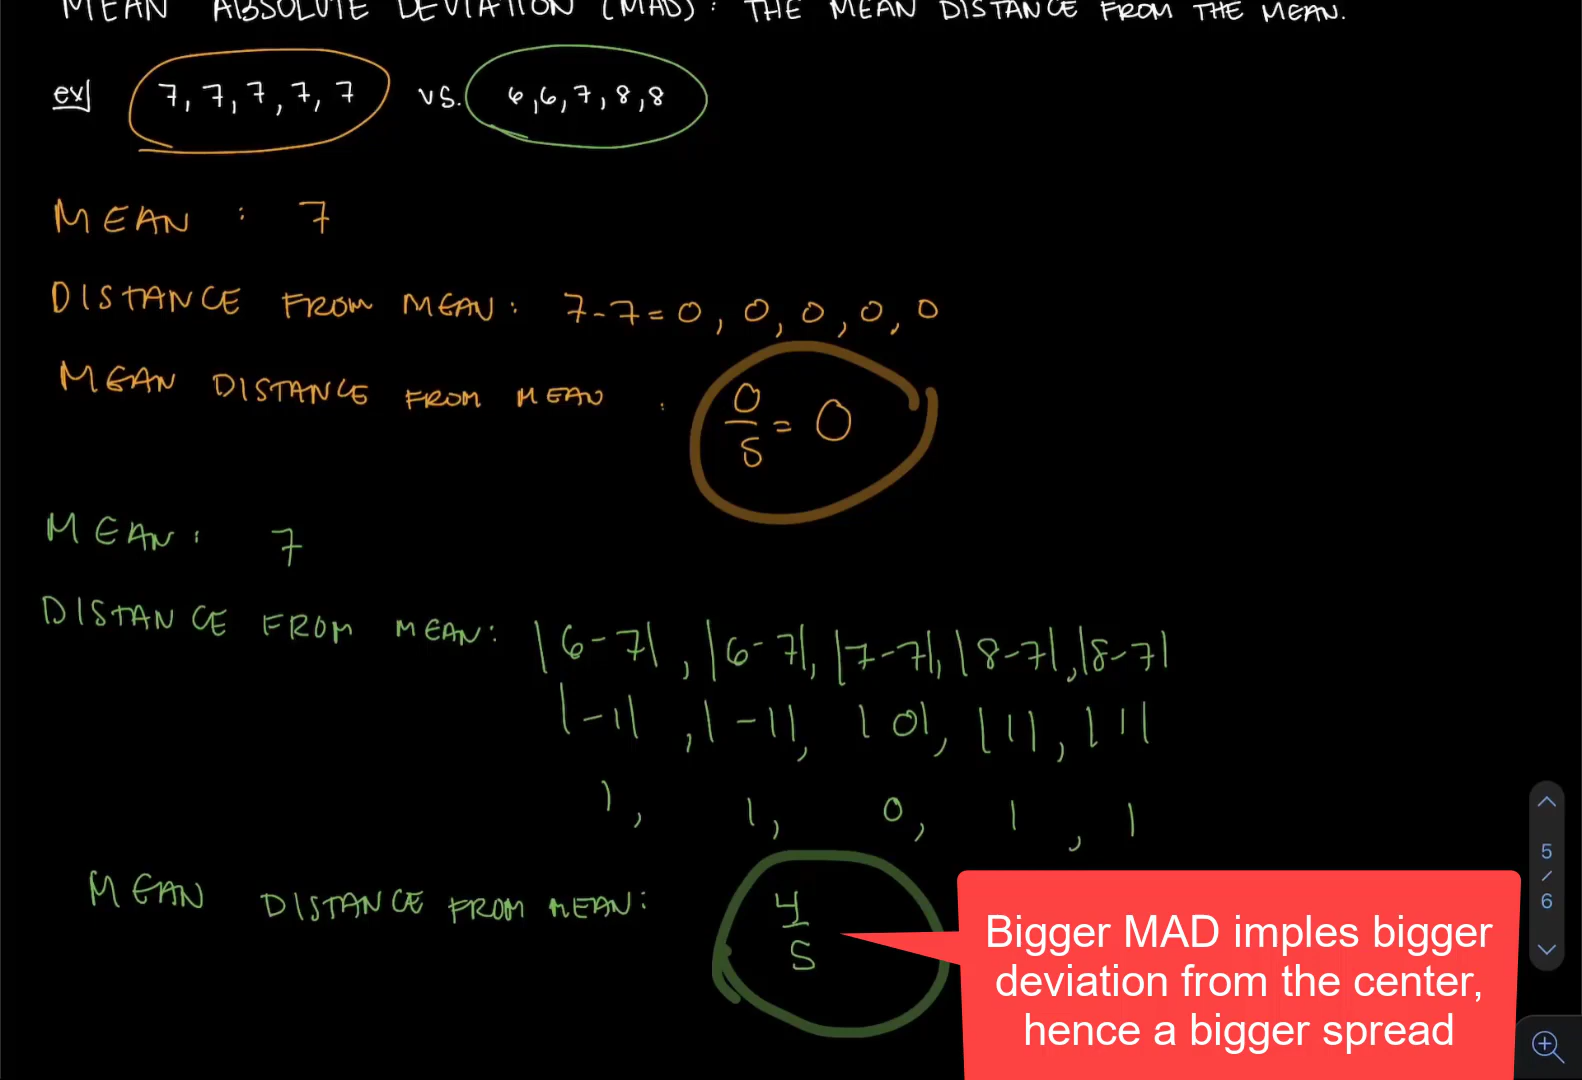 MEAN ABSOLUTE DEVIATION (MAD): THE MEAN DISTANCE FROM THE MEAN.
ex] 7, 7, 7, 7, 7 vs. 6, 6, 7, 8, 8
MEAN : 7
DISTANCE FROM MEAN: 7-7=0, 0, 0, 0, 0
MEAN DISTANCE FROM MEAN : 0/5 = 0
MEAN: 7
DISTANCE FROM MEAN: |6-7|, |6-7|, |7-7|, |8-7|, |8-7|
|-1|, |-1|, |0|, |1|, |1|
1, 1, 0, 1, 1
MEAN DISTANCE FROM MEAN: 4/5
Bigger MAD imples bigger
deviation from the center,
hence a bigger spread
5
/
6